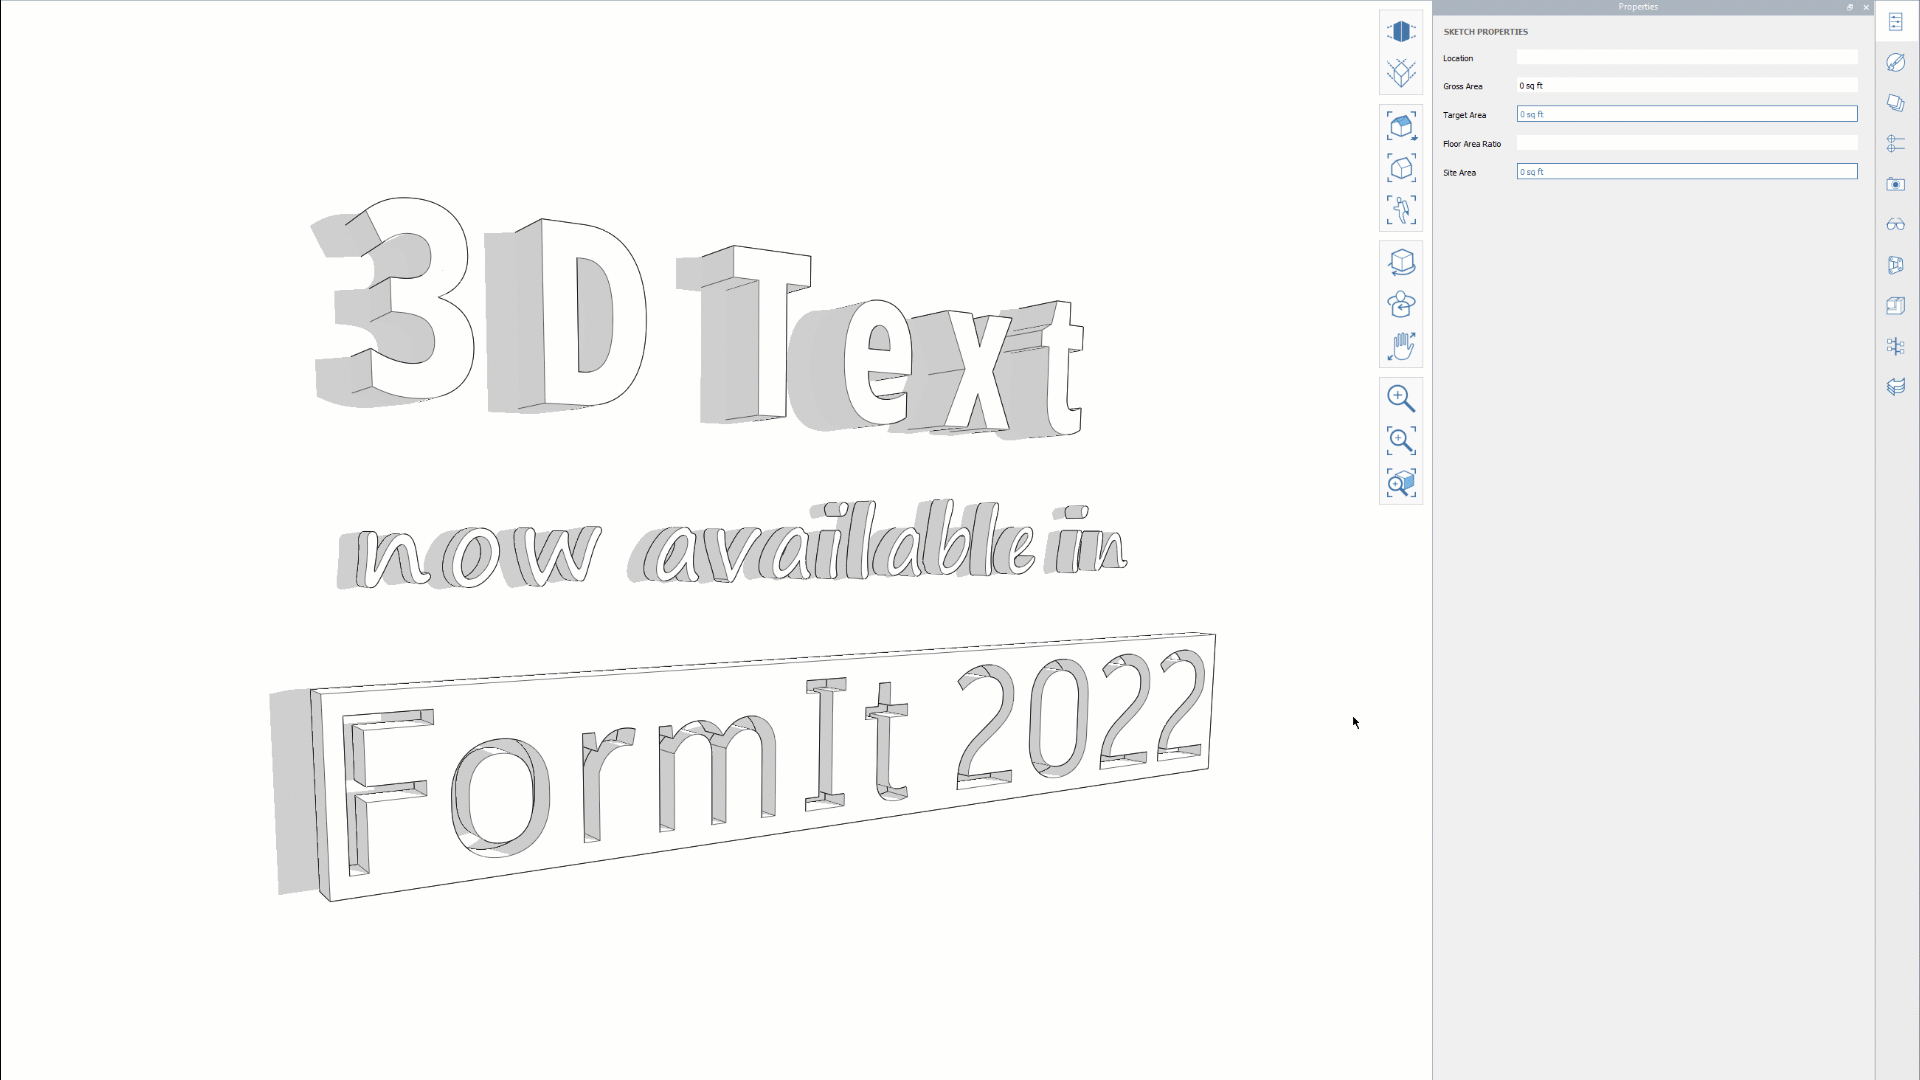 Properties
SKETCH PROPERTIES
Location
Gross Area 0 sq ft
Target Area 0 sq ft
Floor Area Ratio
Site Area 0 sq ft
3D Text
now available in
FormIt 2022